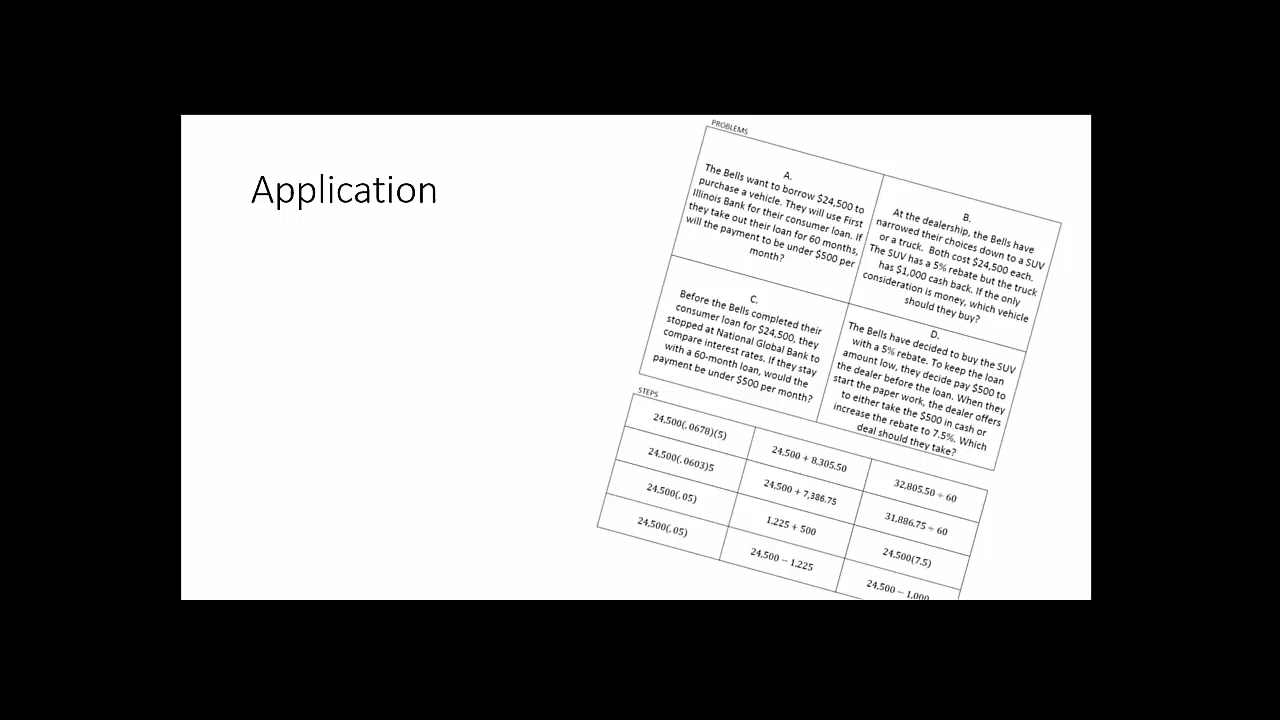 Application
PROBLEMS
A.
The Bells want to borrow $24,500 to
purchase a vehicle. They will use First
Illinois Bank for their consumer loan. If
they take out their loan for 60 months,
will the payment to be under $500 per
month?
B.
At the dealership, the Bells have
narrowed their choices down to a SUV
or a truck. Both cost $24,500 each.
The SUV has a 5% rebate but the truck
has $1,000 cash back. If the only
consideration is money, which vehicle
should they buy?
C.
Before the Bells completed their
consumer loan for $24,500, they
stopped at National Global Bank to
compare interest rates. If they stay
with a 60-month loan, would the
payment be under $500 per month?
D.
The Bells have decided to buy the SUV
with a 5% rebate. To keep the loan
amount low, they decide pay $500 to
the dealer before the loan. When they
start the paper work, the dealer offers
to either take the $500 in cash or
increase the rebate to 7.5%. Which
deal should they take?
STEPS
24,500(.0678)(5)
24,500 + 8,305.50
32,805.50 ÷ 60
24,500(.0603)5
24,500 + 7,386.75
31,886.75 ÷ 60
24,500(.05)
1,225 + 500
24,500(7.5)
24,500(.05)
24,500 − 1,225
24,500 − 1,000